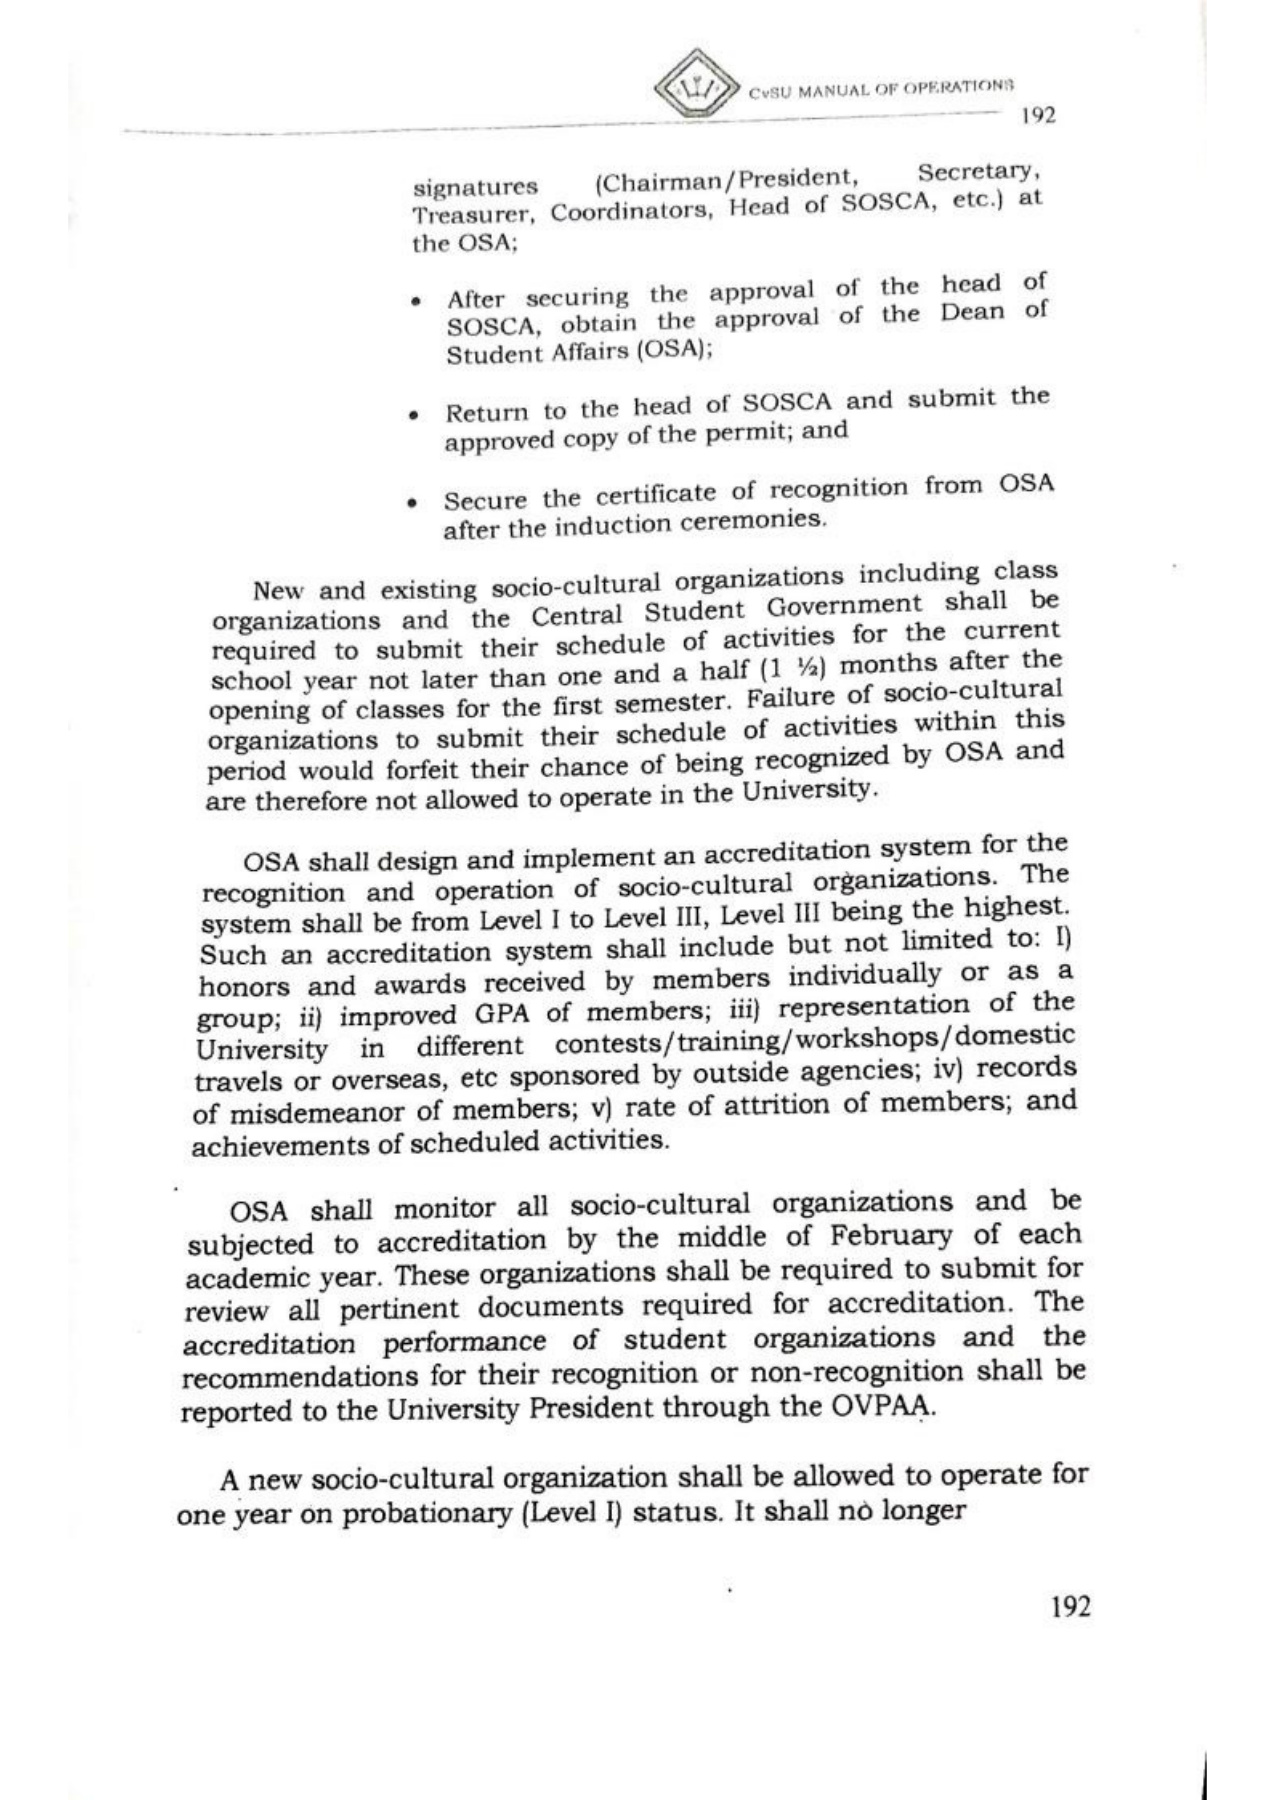 CvSU MANUAL OF OPERATIONS
192
signatures (Chairman/President, Secretary,
Treasurer, Coordinators, Head of SOSCA, etc.) at
the OSA;
• After securing the approval of the head of
SOSCA, obtain the approval of the Dean of
Student Affairs (OSA);
• Return to the head of SOSCA and submit the
approved copy of the permit; and
• Secure the certificate of recognition from OSA
after the induction ceremonies.
New and existing socio-cultural organizations including class
organizations and the Central Student Government shall be
required to submit their schedule of activities for the current
school year not later than one and a half (1 ½) months after the
opening of classes for the first semester. Failure of socio-cultural
organizations to submit their schedule of activities within this
period would forfeit their chance of being recognized by OSA and
are therefore not allowed to operate in the University.
OSA shall design and implement an accreditation system for the
recognition and operation of socio-cultural organizations. The
system shall be from Level I to Level III, Level III being the highest.
Such an accreditation system shall include but not limited to: I)
honors and awards received by members individually or as a
group; ii) improved GPA of members; iii) representation of the
University in different contests/training/workshops/domestic
travels or overseas, etc sponsored by outside agencies; iv) records
of misdemeanor of members; v) rate of attrition of members; and
achievements of scheduled activities.
OSA shall monitor all socio-cultural organizations and be
subjected to accreditation by the middle of February of each
academic year. These organizations shall be required to submit for
review all pertinent documents required for accreditation. The
accreditation performance of student organizations and the
recommendations for their recognition or non-recognition shall be
reported to the University President through the OVPAA.
A new socio-cultural organization shall be allowed to operate for
one year on probationary (Level I) status. It shall no longer
192